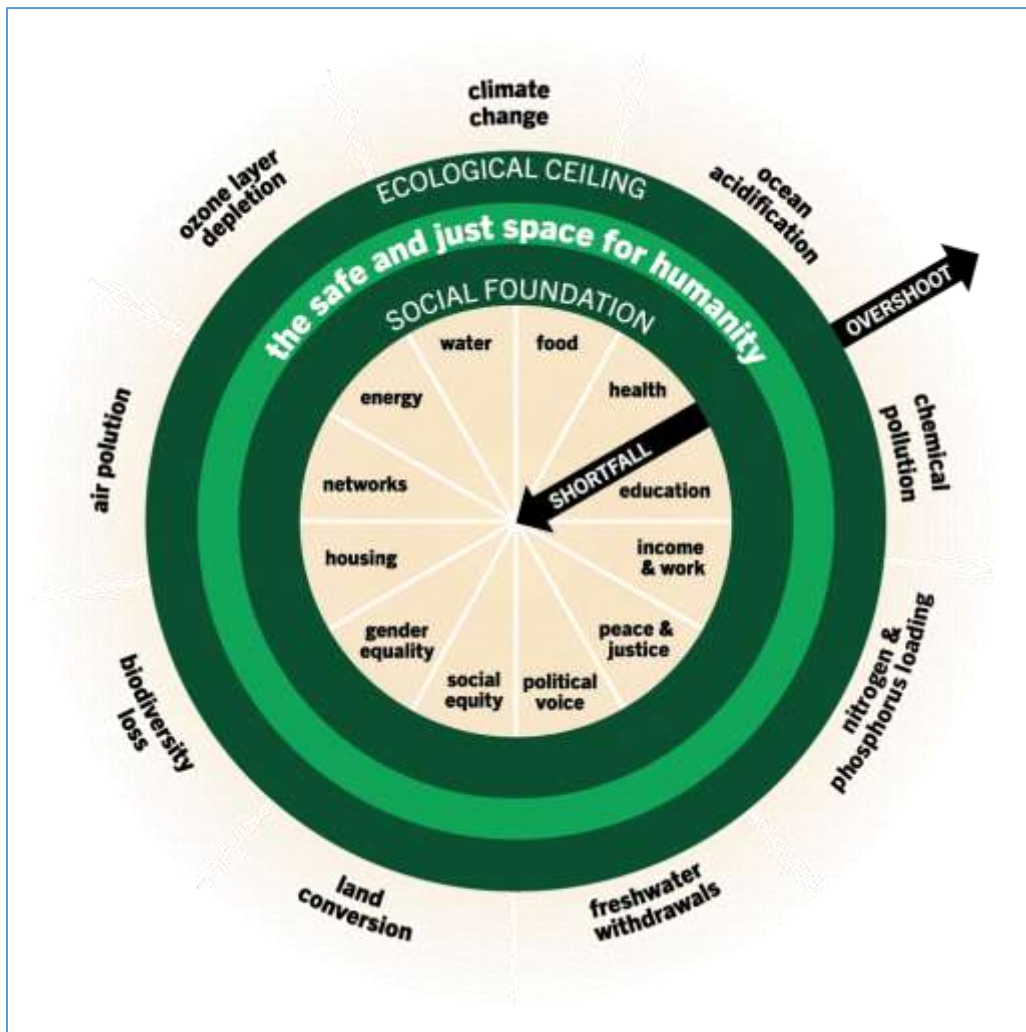 climate
change
ocean
acidification
OVERSHOOT
chemical
pollution
nitrogen &
phosphorus loading
freshwater
withdrawals
land
conversion
biodiversity
loss
air polution
ozone layer
depletion
ECOLOGICAL CEILING
the safe and just space for humanity
SOCIAL FOUNDATION
water
food
health
SHORTFALL
education
income
& work
peace &
justice
political
voice
social
equity
gender
equality
housing
networks
energy